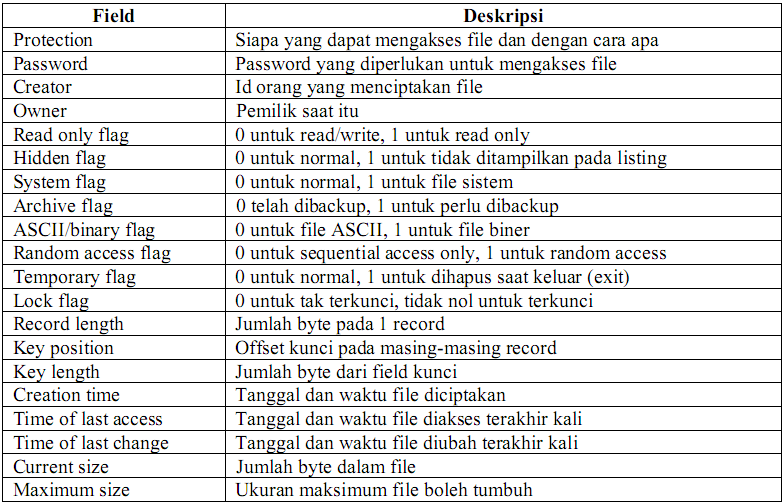 Field Deskripsi
Protection Siapa yang dapat mengakses file dan dengan cara apa
Password Password yang diperlukan untuk mengakses file
Creator Id orang yang menciptakan file
Owner Pemilik saat itu
Read only flag 0 untuk read/write, 1 untuk read only
Hidden flag 0 untuk normal, 1 untuk tidak ditampilkan pada listing
System flag 0 untuk normal, 1 untuk file sistem
Archive flag 0 telah dibackup, 1 untuk perlu dibackup
ASCII/binary flag 0 untuk file ASCII, 1 untuk file biner
Random access flag 0 untuk sequential access only, 1 untuk random access
Temporary flag 0 untuk normal, 1 untuk dihapus saat keluar (exit)
Lock flag 0 untuk tak terkunci, tidak nol untuk terkunci
Record length Jumlah byte pada 1 record
Key position Offset kunci pada masing-masing record
Key length Jumlah byte dari field kunci
Creation time Tanggal dan waktu file diciptakan
Time of last access Tanggal dan waktu file diakses terakhir kali
Time of last change Tanggal dan waktu file diubah terakhir kali
Current size Jumlah byte dalam file
Maximum size Ukuran maksimum file boleh tumbuh